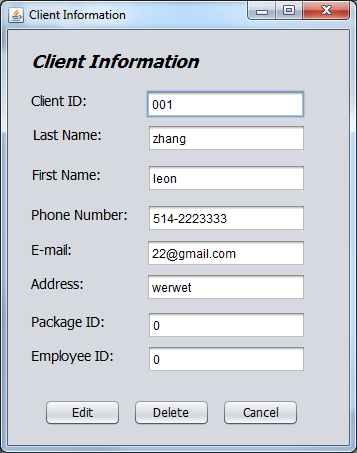 Client Information
Client Information
Client ID: 001
Last Name: zhang
First Name: leon
Phone Number: 514-2223333
E-mail: 22@gmail.com
Address: werwet
Package ID: 0
Employee ID: 0
Edit Delete Cancel